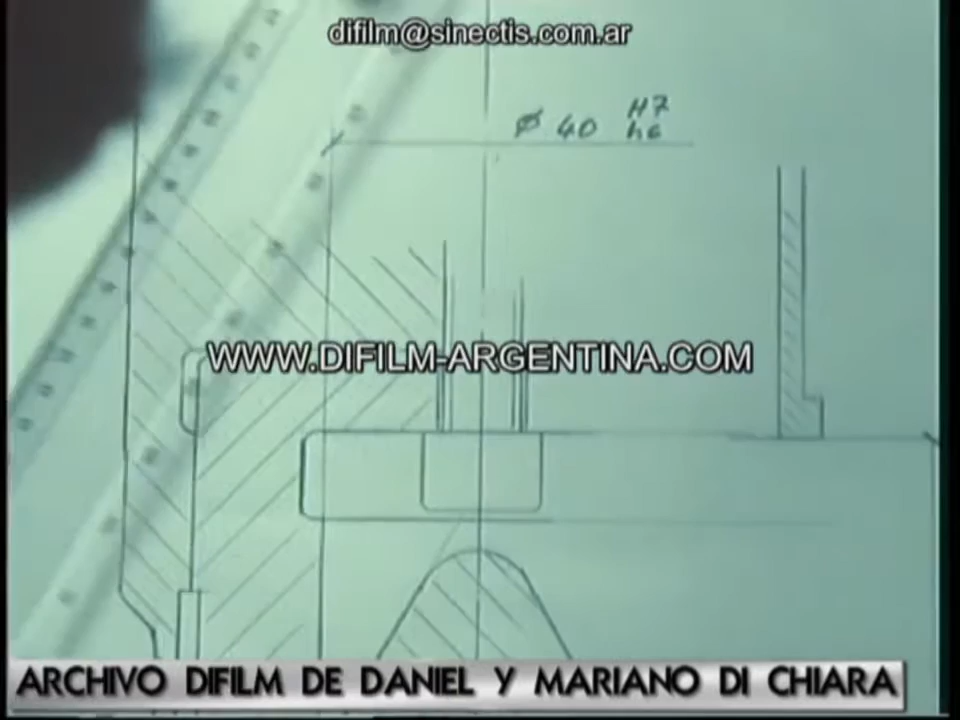 difilm@sinectis.com.ar
H7
Ø 40 h6
WWW.DIFILM-ARGENTINA.COM
ARCHIVO DIFILM DE DANIEL Y MARIANO DI CHIARA